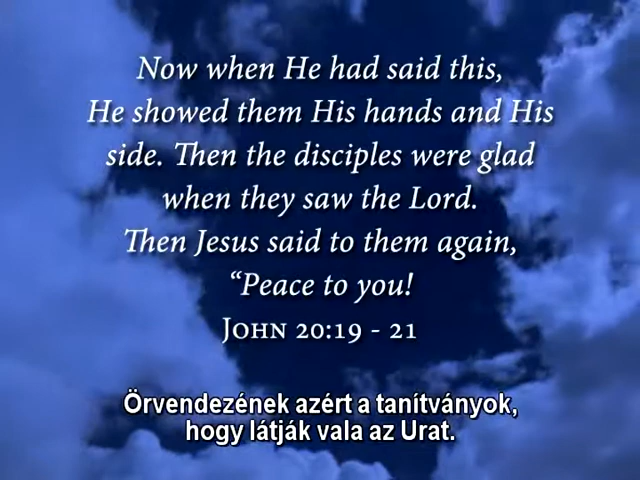 Now when He had said this,
He showed them His hands and His
side. Then the disciples were glad
when they saw the Lord.
Then Jesus said to them again,
“Peace to you!
John 20:19 - 21
Örvendezének azért a tanítványok,
hogy látják vala az Urat.